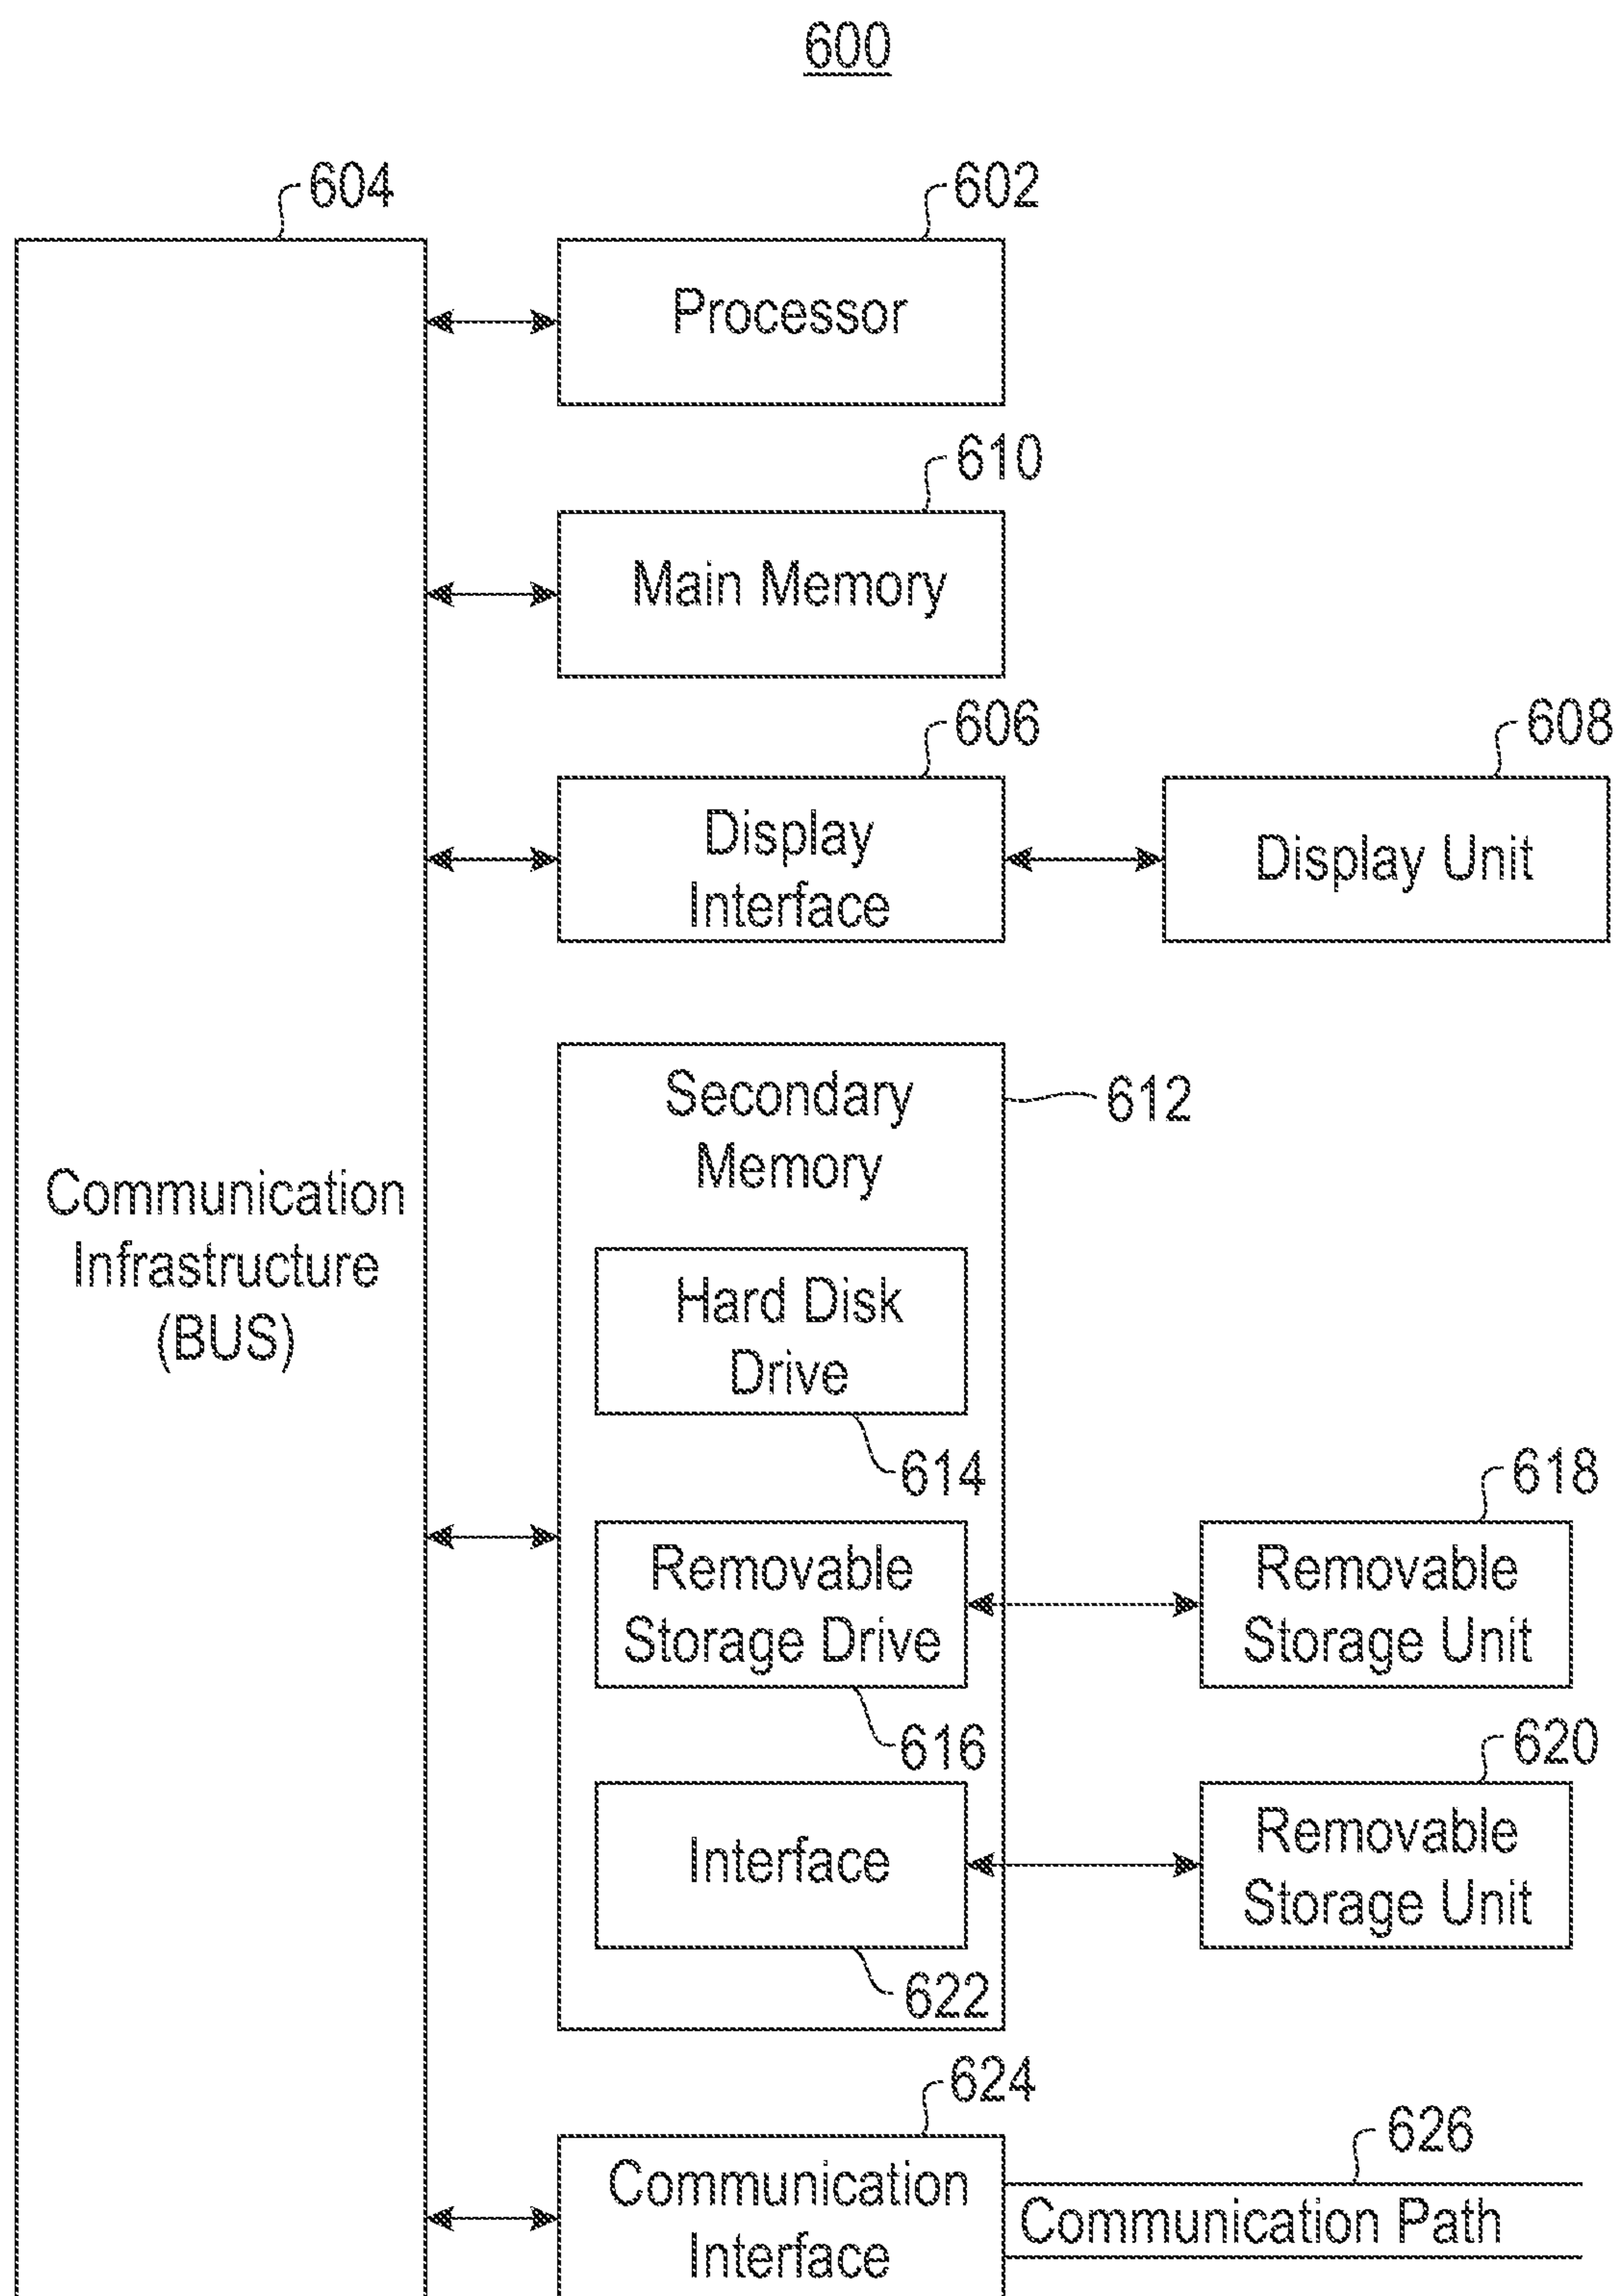 600
604
602
Processor
610
Main Memory
606
608
Display
Interface
Display Unit
Secondary
Memory
612
Communication
Infrastructure
(BUS)
Hard Disk
Drive
614
618
Removable
Storage Drive
Removable
Storage Unit
616
620
Interface
Removable
Storage Unit
622
624
626
Communication
Interface
Communication Path